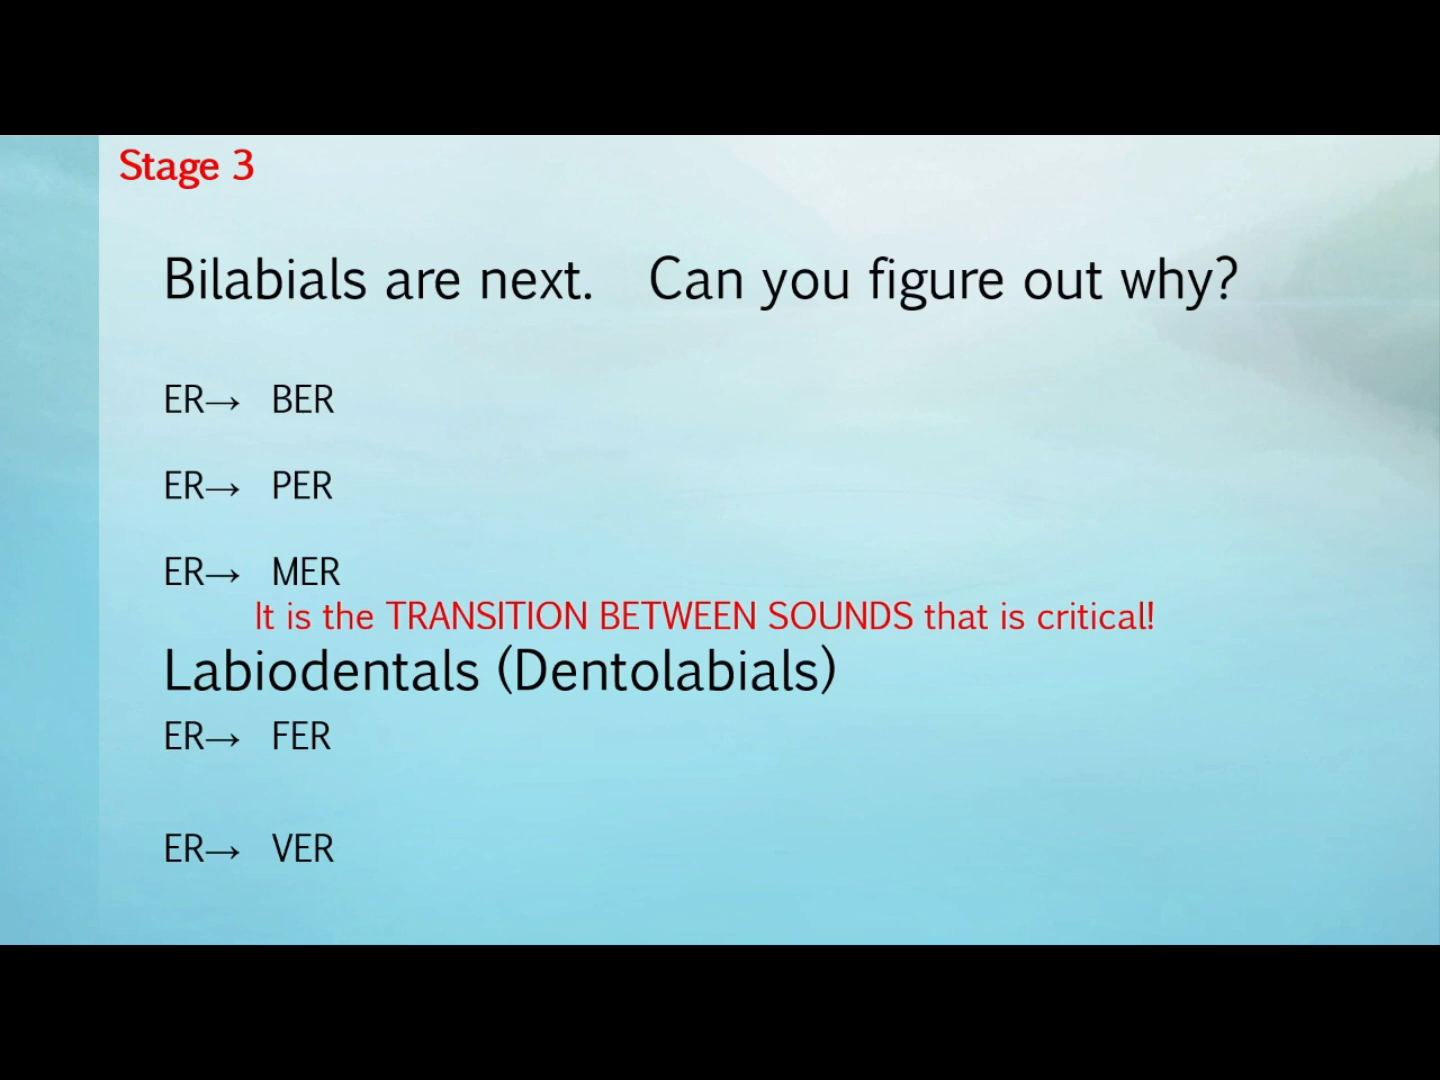 Stage 3
Bilabials are next. Can you figure out why?
ER→ BER
ER→ PER
ER→ MER
It is the TRANSITION BETWEEN SOUNDS that is critical!
Labiodentals (Dentolabials)
ER→ FER
ER→ VER